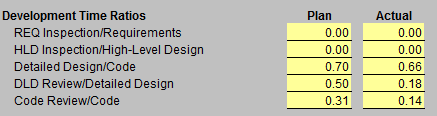 Development Time Ratios Plan Actual
REQ Inspection/Requirements 0.00 0.00
HLD Inspection/High-Level Design 0.00 0.00
Detailed Design/Code 0.70 0.66
DLD Review/Detailed Design 0.50 0.18
Code Review/Code 0.31 0.14